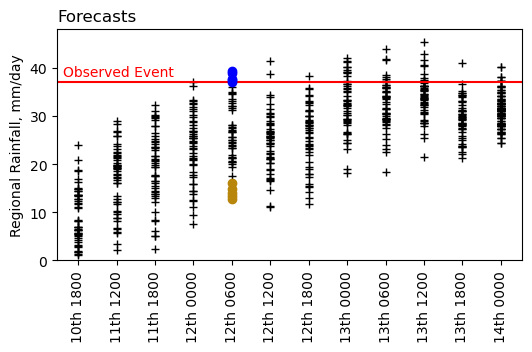 Forecasts
Regional Rainfall, mm/day
40
30
20
10
0
Observed Event
10th 1800
11th 1200
11th 1800
12th 0000
12th 0600
12th 1200
12th 1800
13th 0000
13th 0600
13th 1200
13th 1800
14th 0000